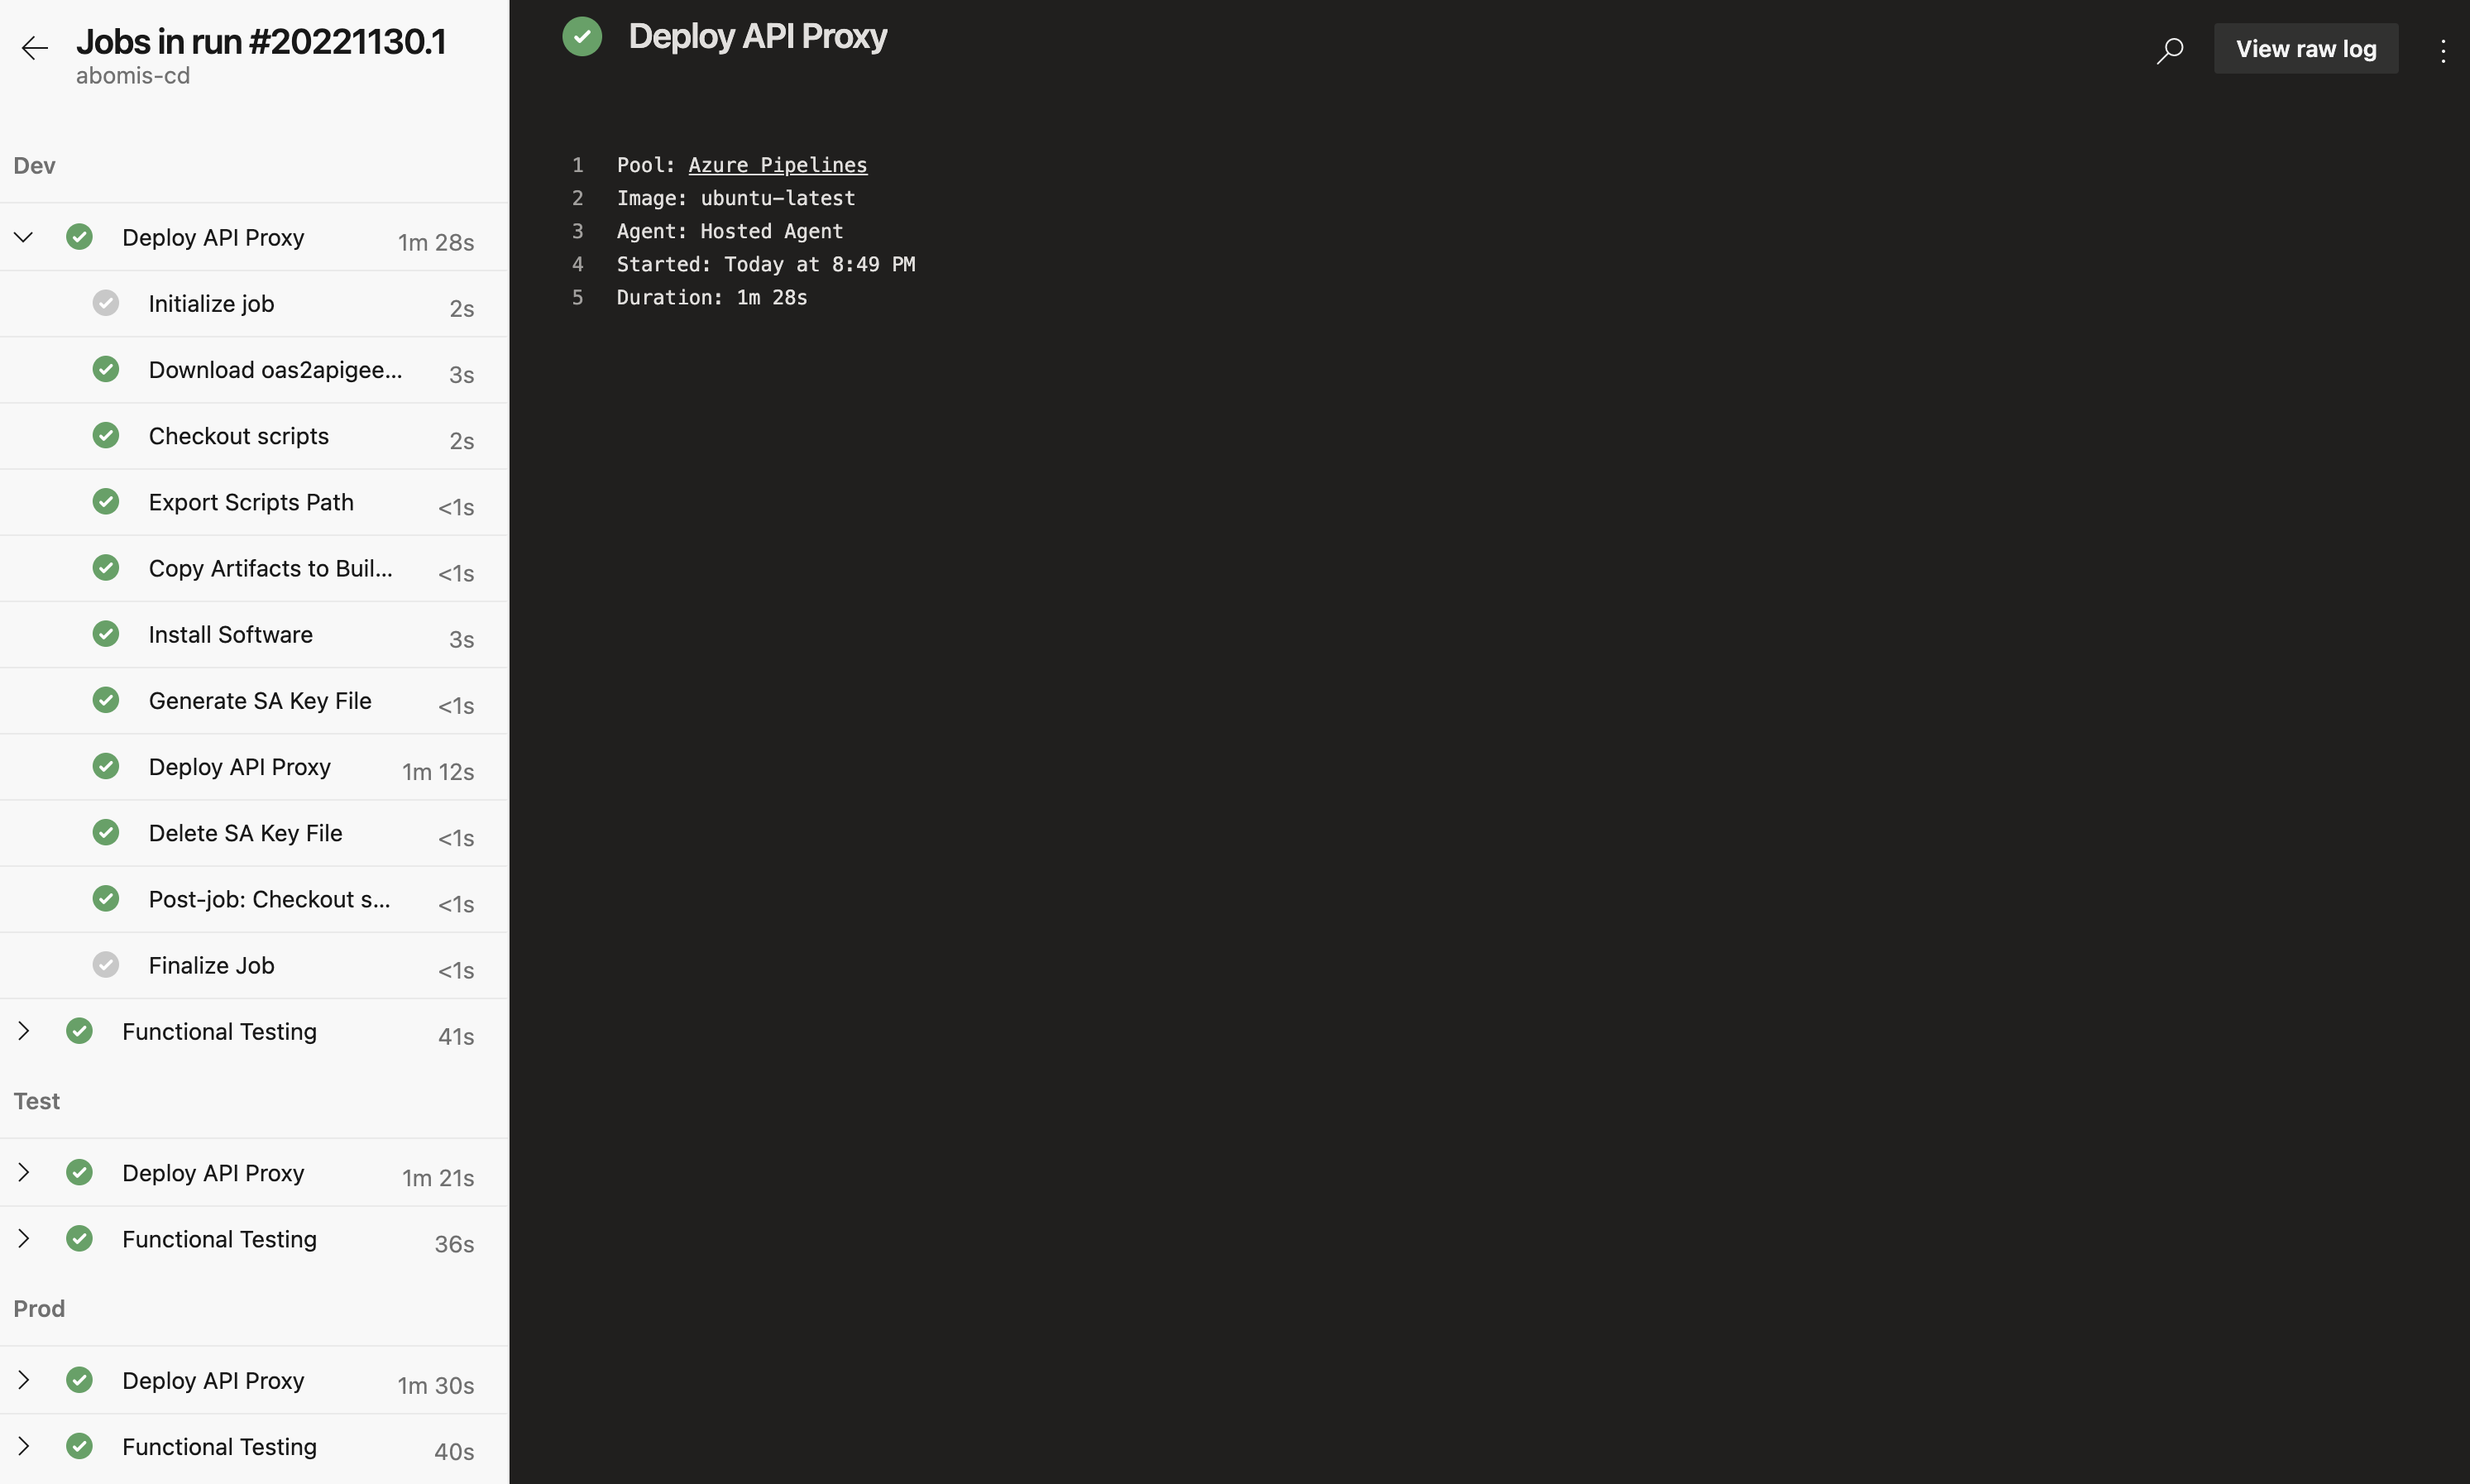 Jobs in run #20221130.1
abomis-cd
Dev
Deploy API Proxy 1m 28s
Initialize job 2s
Download oas2apigee... 3s
Checkout scripts 2s
Export Scripts Path <1s
Copy Artifacts to Buil... <1s
Install Software 3s
Generate SA Key File <1s
Deploy API Proxy 1m 12s
Delete SA Key File <1s
Post-job: Checkout s... <1s
Finalize Job <1s
Functional Testing 41s
Test
Deploy API Proxy 1m 21s
Functional Testing 36s
Prod
Deploy API Proxy 1m 30s
Functional Testing 40s
Deploy API Proxy
View raw log
1 Pool: Azure Pipelines
2 Image: ubuntu-latest
3 Agent: Hosted Agent
4 Started: Today at 8:49 PM
5 Duration: 1m 28s